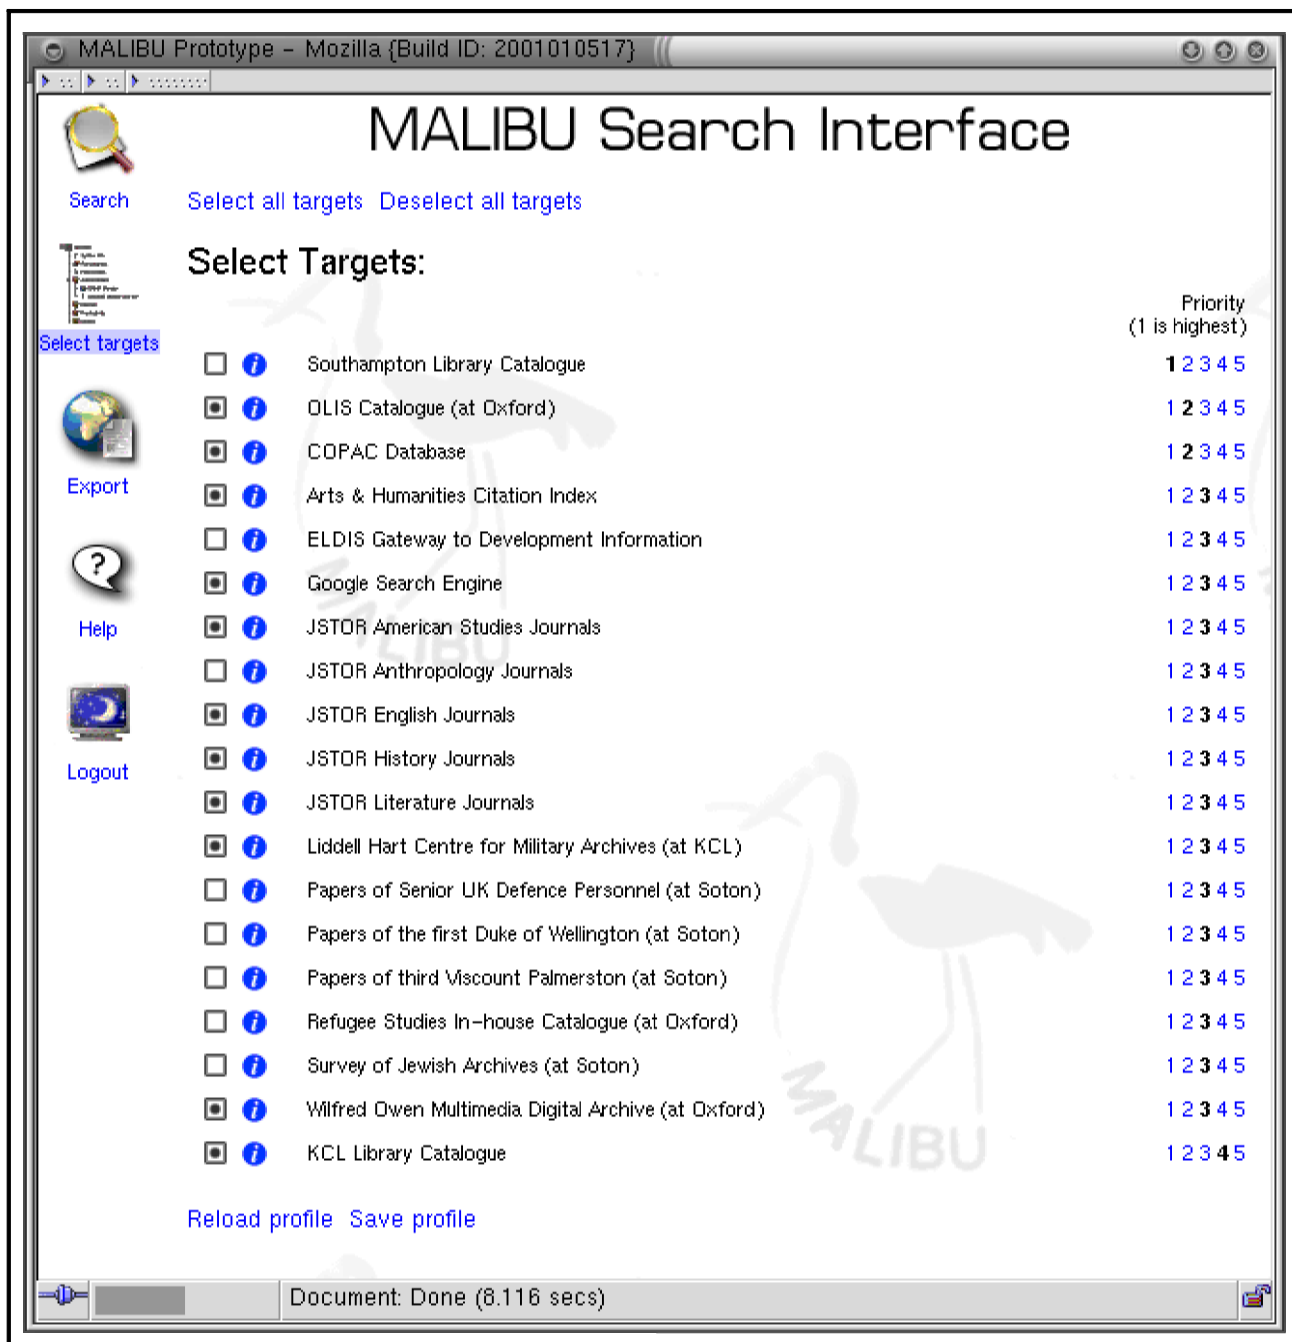 MALIBU Prototype – Mozilla {Build ID: 2001010517}
MALIBU Search Interface
Search
Select all targets Deselect all targets
Select Targets:
Priority
(1 is highest)
Select targets
Southampton Library Catalogue 1 2 3 4 5
OLIS Catalogue (at Oxford) 1 2 3 4 5
COPAC Database 1 2 3 4 5
Export
Arts & Humanities Citation Index 1 2 3 4 5
ELDIS Gateway to Development Information 1 2 3 4 5
Google Search Engine 1 2 3 4 5
Help
JSTOR American Studies Journals 1 2 3 4 5
JSTOR Anthropology Journals 1 2 3 4 5
JSTOR English Journals 1 2 3 4 5
JSTOR History Journals 1 2 3 4 5
Logout
JSTOR Literature Journals 1 2 3 4 5
Liddell Hart Centre for Military Archives (at KCL) 1 2 3 4 5
Papers of Senior UK Defence Personnel (at Soton) 1 2 3 4 5
Papers of the first Duke of Wellington (at Soton) 1 2 3 4 5
Papers of third Viscount Palmerston (at Soton) 1 2 3 4 5
Refugee Studies In-house Catalogue (at Oxford) 1 2 3 4 5
Survey of Jewish Archives (at Soton) 1 2 3 4 5
Wilfred Owen Multimedia Digital Archive (at Oxford) 1 2 3 4 5
KCL Library Catalogue 1 2 3 4 5
MALIBU
MALIBU
Reload profile Save profile
Document: Done (8.116 secs)